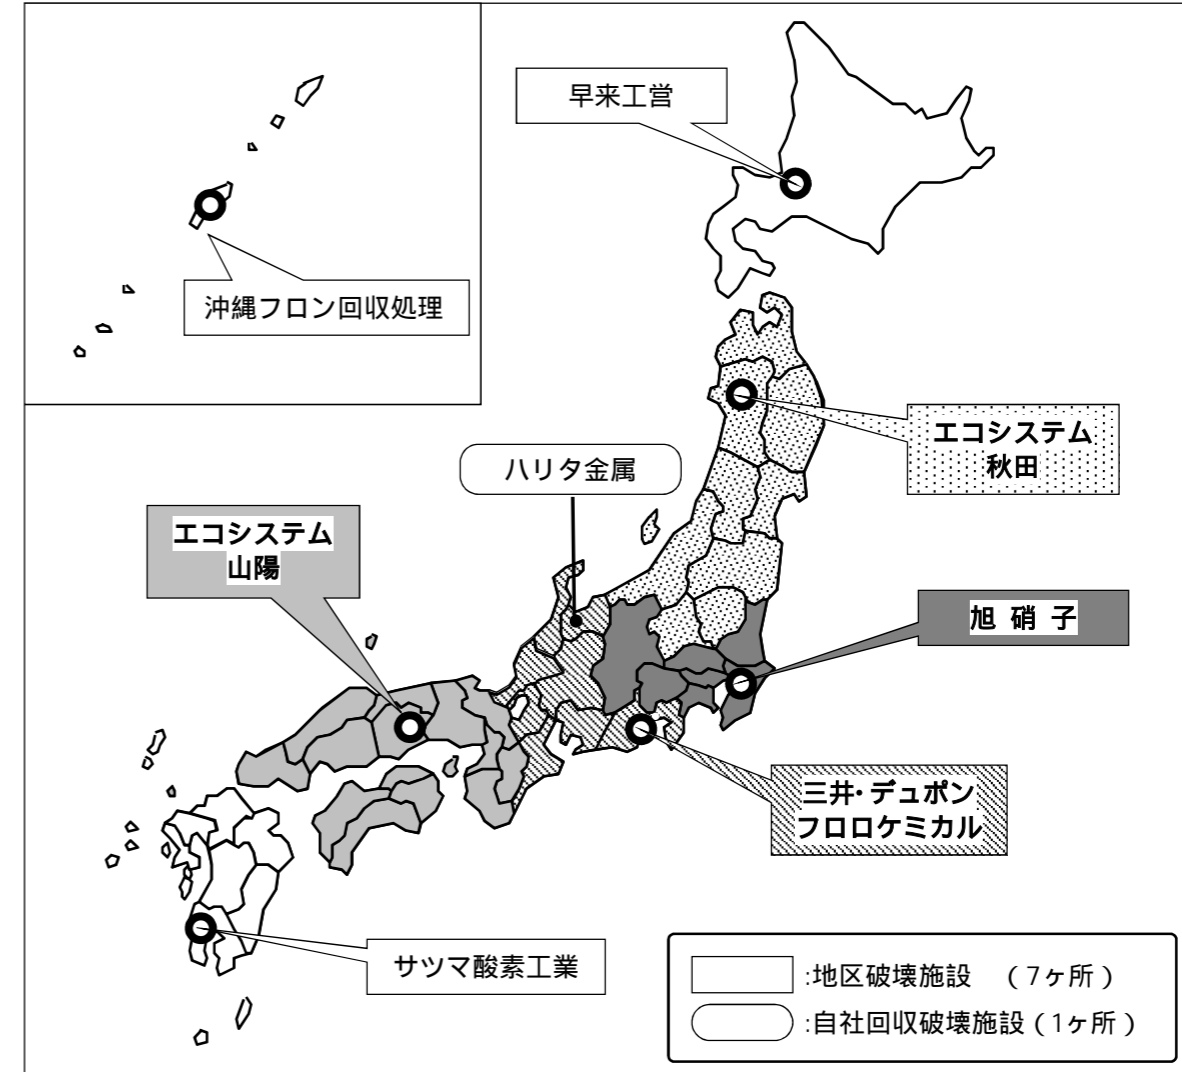 早来工営
沖縄フロン回収処理
エコシステム
秋田
ハリタ金属
エコシステム
山陽
旭 硝 子
三井・デュポン
フロロケミカル
サツマ酸素工業
:地区破壊施設 (7ヶ所)
:自社回収破壊施設(1ヶ所)